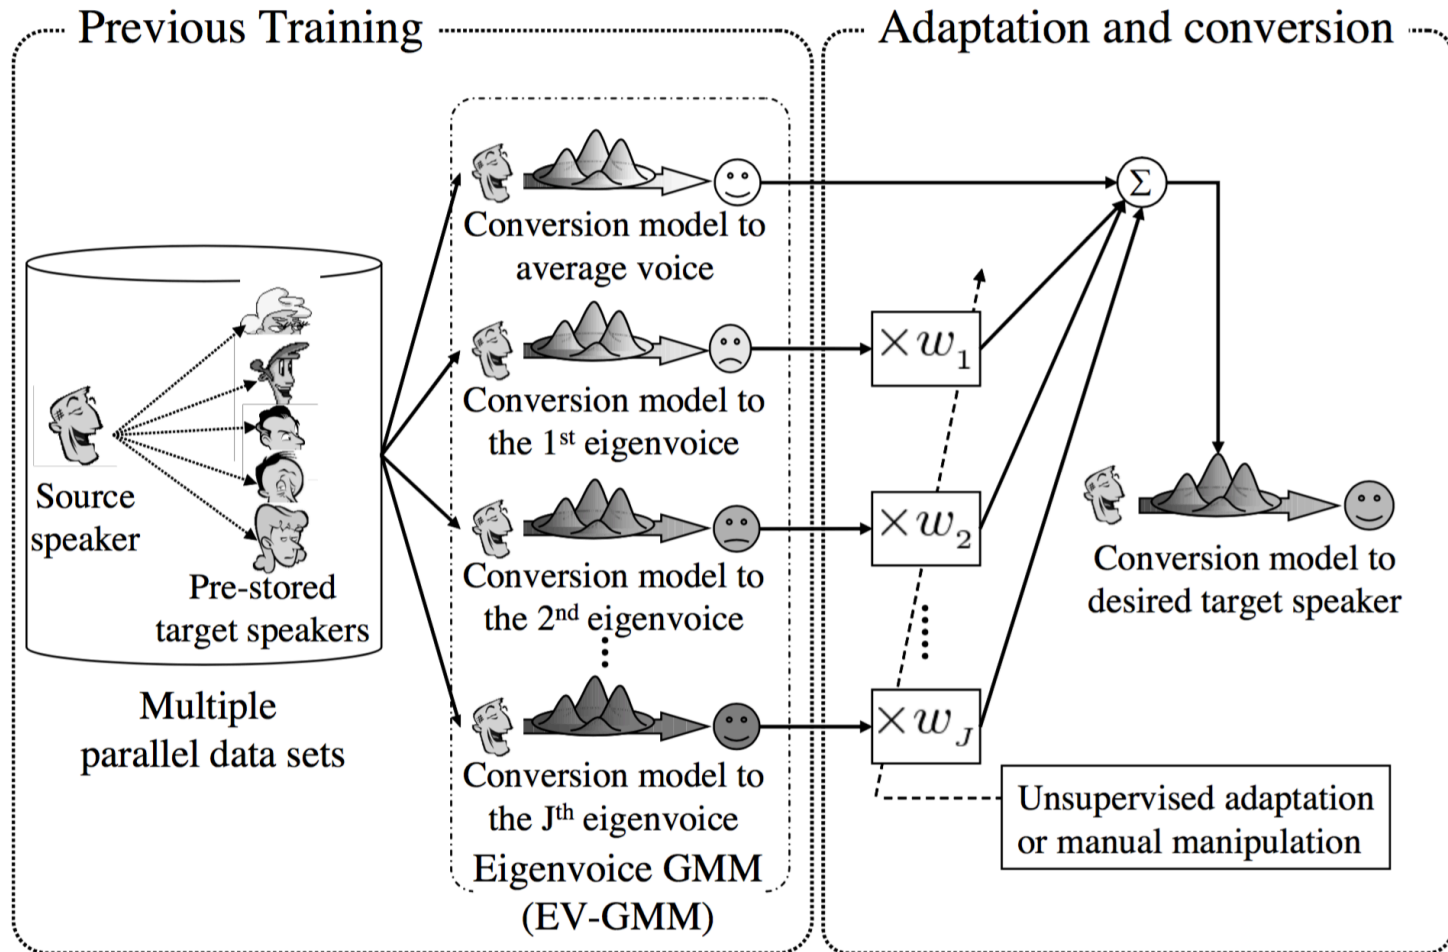 Previous Training
Adaptation and conversion
Source
speaker
Pre-stored
target speakers
Multiple
parallel data sets
Conversion model to
average voice
Conversion model to
the 1st eigenvoice
Conversion model to
the 2nd eigenvoice
Conversion model to
the Jth eigenvoice
Eigenvoice GMM
(EV-GMM)
Σ
×w1
×w2
×wJ
Conversion model to
desired target speaker
Unsupervised adaptation
or manual manipulation